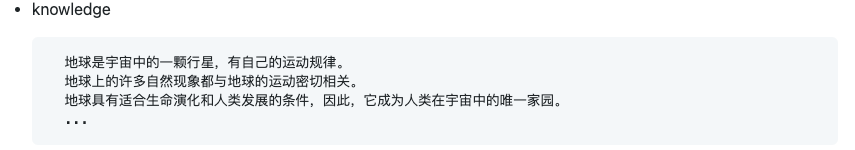 knowledge
地球是宇宙中的一颗行星，有自己的运动规律。
地球上的许多自然现象都与地球的运动密切相关。
地球具有适合生命演化和人类发展的条件，因此，它成为人类在宇宙中的唯一家园。
...